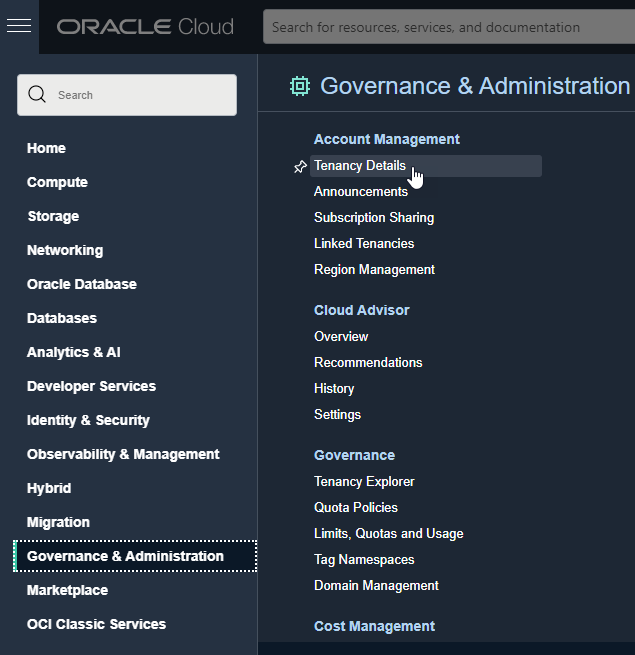 ORACLE Cloud
Search for resources, services, and documentation
Search
Home
Compute
Storage
Networking
Oracle Database
Databases
Analytics & AI
Developer Services
Identity & Security
Observability & Management
Hybrid
Migration
Governance & Administration
Marketplace
OCI Classic Services
Governance & Administration
Account Management
Tenancy Details
Announcements
Subscription Sharing
Linked Tenancies
Region Management
Cloud Advisor
Overview
Recommendations
History
Settings
Governance
Tenancy Explorer
Quota Policies
Limits, Quotas and Usage
Tag Namespaces
Domain Management
Cost Management